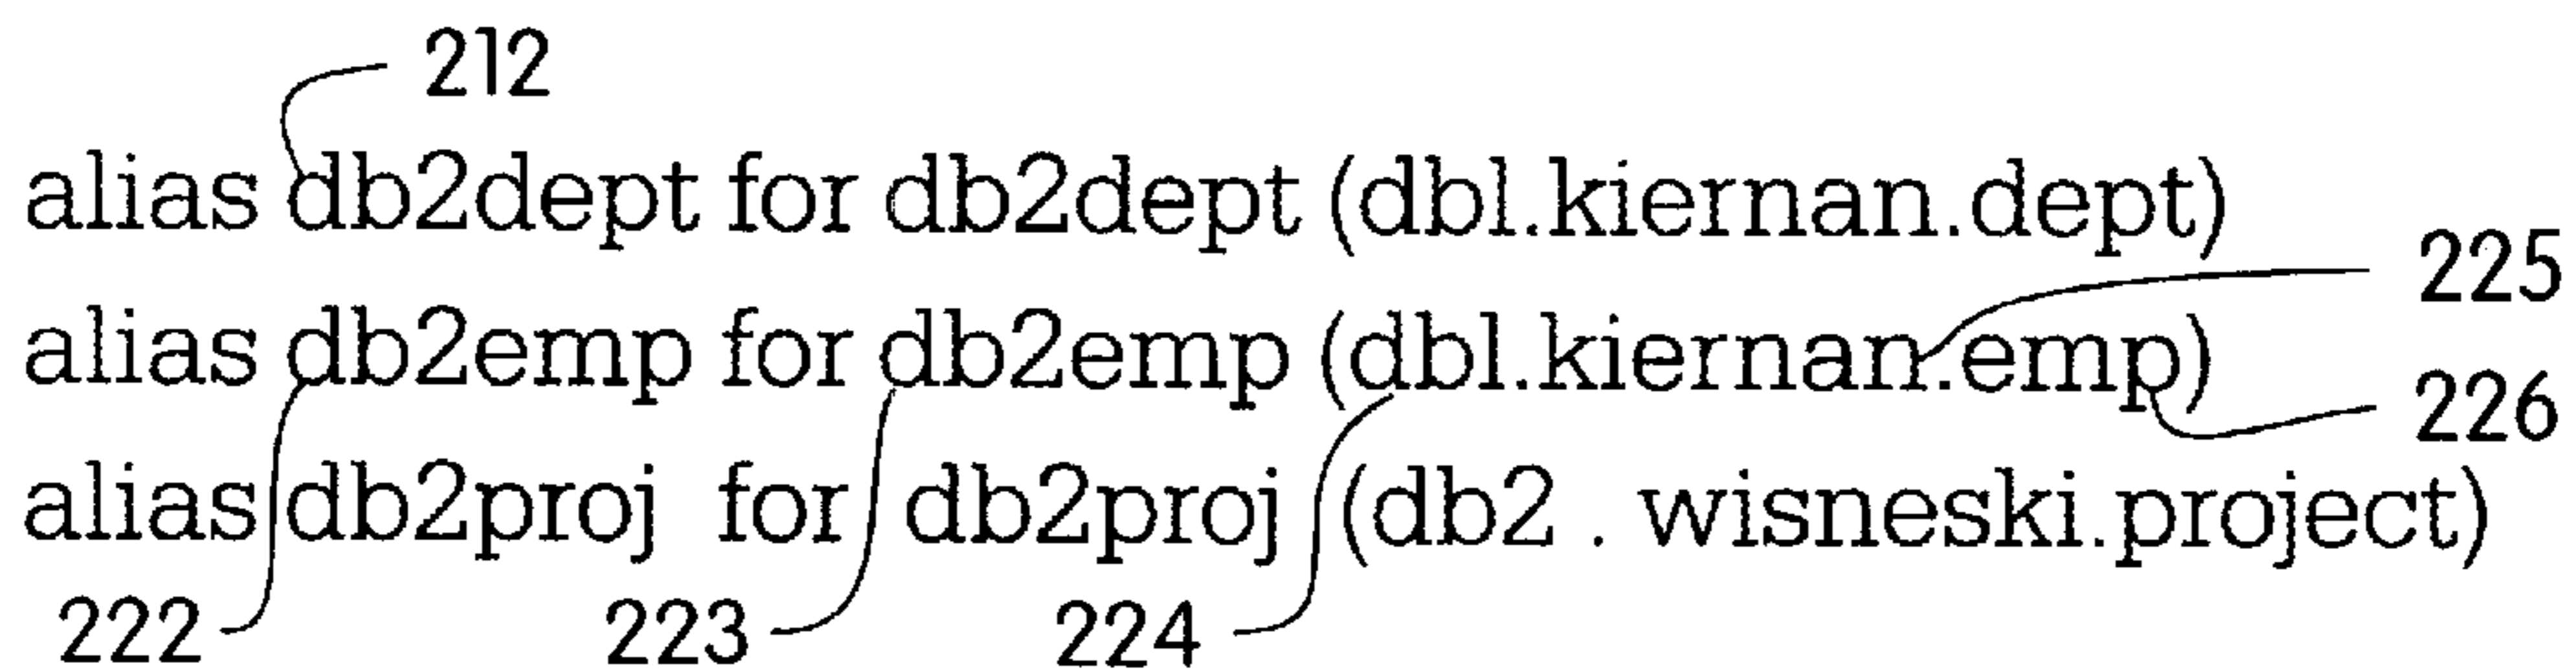 212
alias db2dept for db2dept (dbl.kiernan.dept)
225
alias db2emp for db2emp (dbl.kiernan.emp)
226
alias db2proj for db2proj (db2 . wisneski.project)
222 223 224